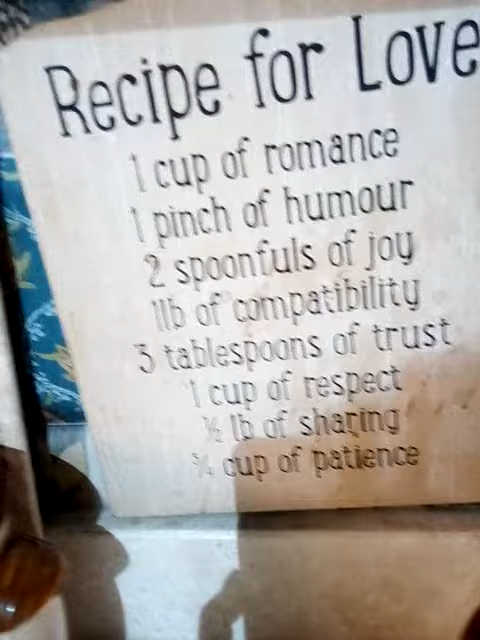 Recipe for Love
1 cup of romance
1 pinch of humour
2 spoonfuls of joy
1lb of compatibility
3 tablespoons of trust
1 cup of respect
½ lb of sharing
¾ cup of patience